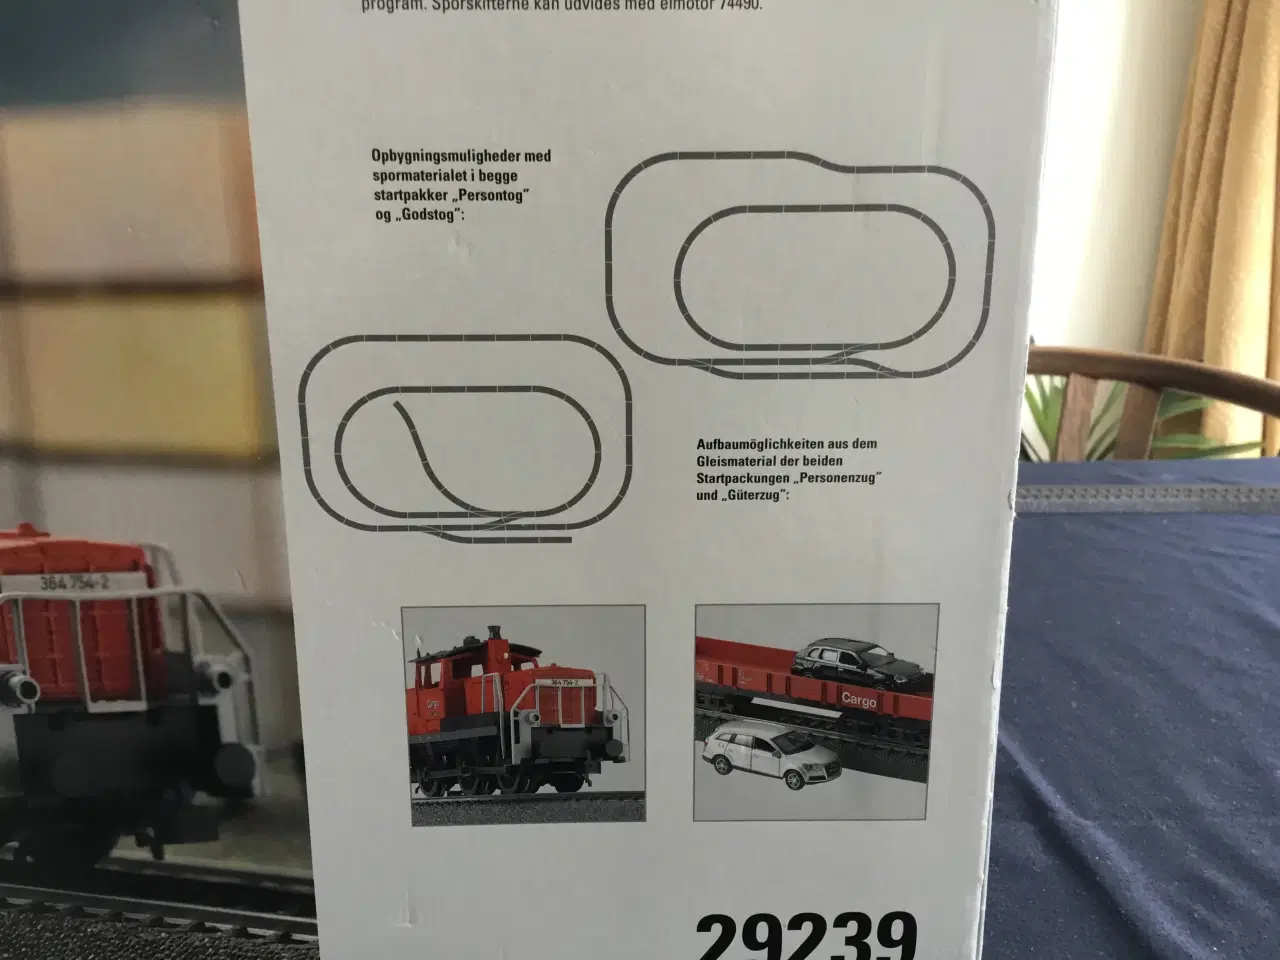 program. Sporskifterne kan udvides med elmotor 74490.
Opbygningsmuligheder med
spormaterialet i begge
startpakker „Persontog”
og „Godstog”:
Aufbaumöglichkeiten aus dem
Gleismaterial der beiden
Startpackungen „Personenzug”
und „Güterzug”:
364 754-2
364 754-2
Cargo
29239